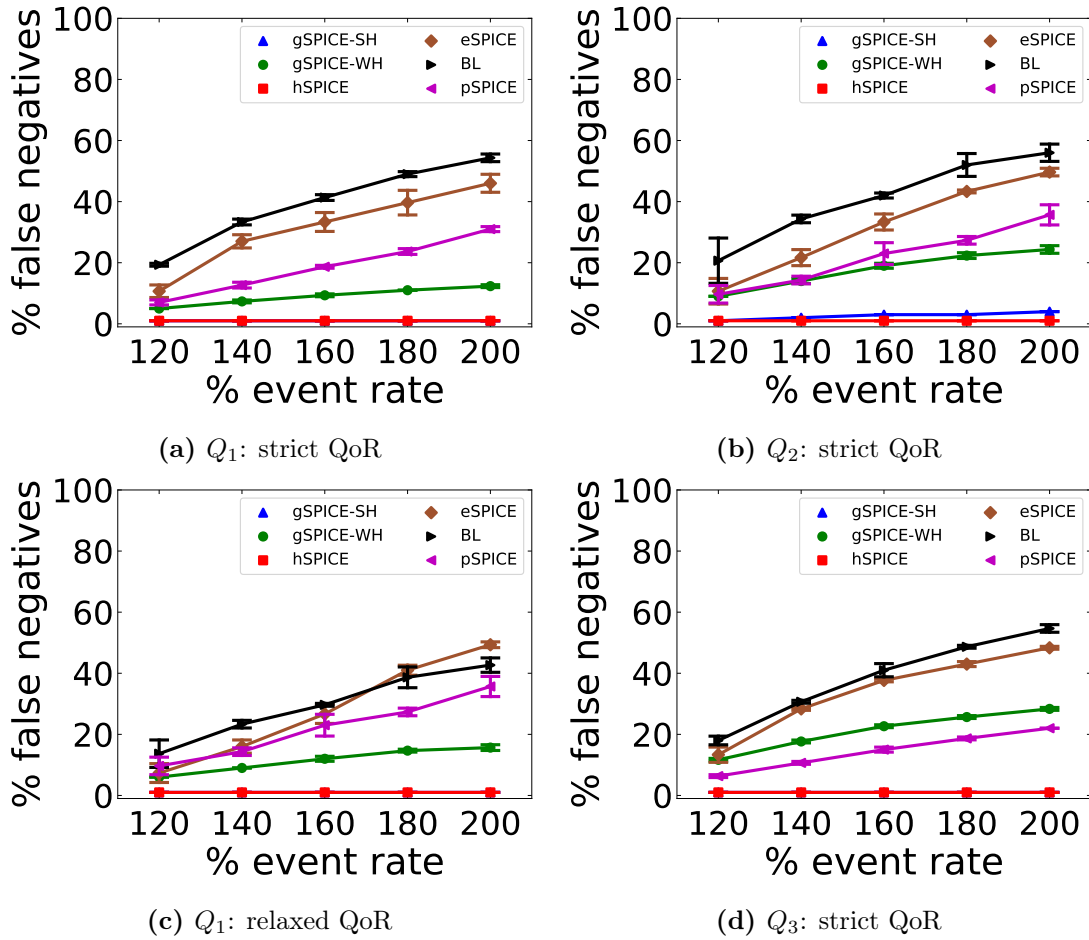 100
80
60
40
20
0
% false negatives
gSPICE-SH
gSPICE-WH
hSPICE
eSPICE
BL
pSPICE
120 140 160 180 200
% event rate
(a) Q1: strict QoR
100
80
60
40
20
0
% false negatives
gSPICE-SH
gSPICE-WH
hSPICE
eSPICE
BL
pSPICE
120 140 160 180 200
% event rate
(b) Q2: strict QoR
100
80
60
40
20
0
% false negatives
gSPICE-SH
gSPICE-WH
hSPICE
eSPICE
BL
pSPICE
120 140 160 180 200
% event rate
(c) Q1: relaxed QoR
100
80
60
40
20
0
% false negatives
gSPICE-SH
gSPICE-WH
hSPICE
eSPICE
BL
pSPICE
120 140 160 180 200
% event rate
(d) Q3: strict QoR